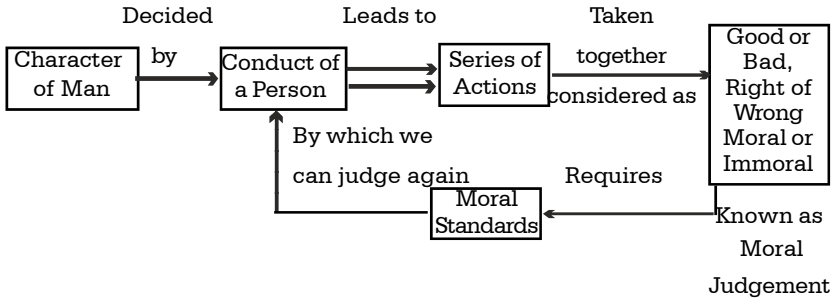 Decided
by
Leads to
Taken
together
considered as
Character
of Man
Conduct of
a Person
Series of
Actions
Good or
Bad,
Right of
Wrong
Moral or
Immoral
By which we
can judge again
Moral
Standards
Requires
Known as
Moral
Judgement